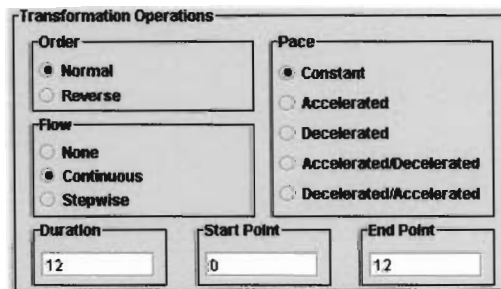 Transformation Operations
Order
Normal
Reverse
Flow
None
Continuous
Stepwise
Pace
Constant
Accelerated
Decelerated
Accelerated/Decelerated
Decelerated/Accelerated
Duration
12
Start Point
0
End Point
12